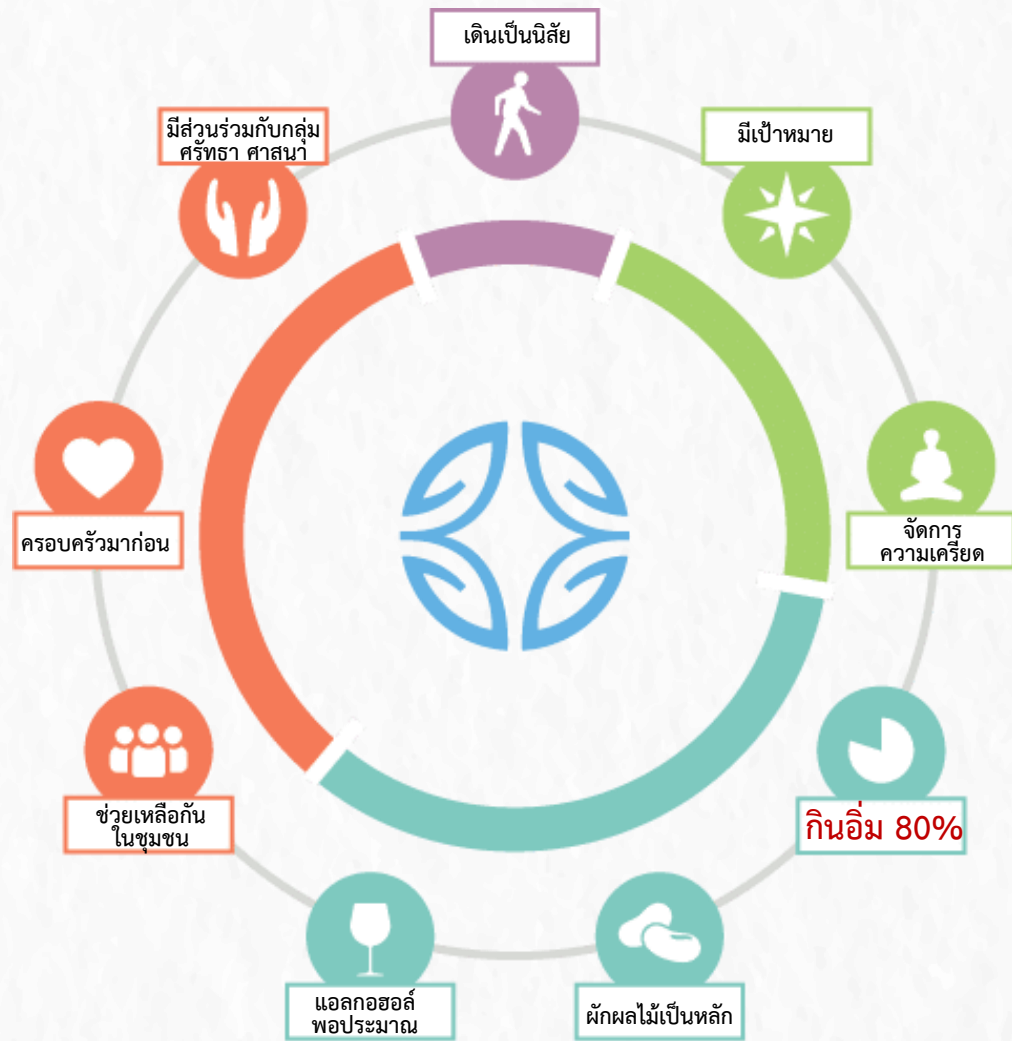 เดินเป็นนิสัย
มีส่วนร่วมกับกลุ่ม
ศรัทธา ศาสนา
มีเป้าหมาย
ครอบครัวมาก่อน
จัดการ
ความเครียด
ช่วยเหลือกัน
ในชุมชน
กินอิ่ม 80%
แอลกอฮอล์
พอประมาณ
ผักผลไม้เป็นหลัก